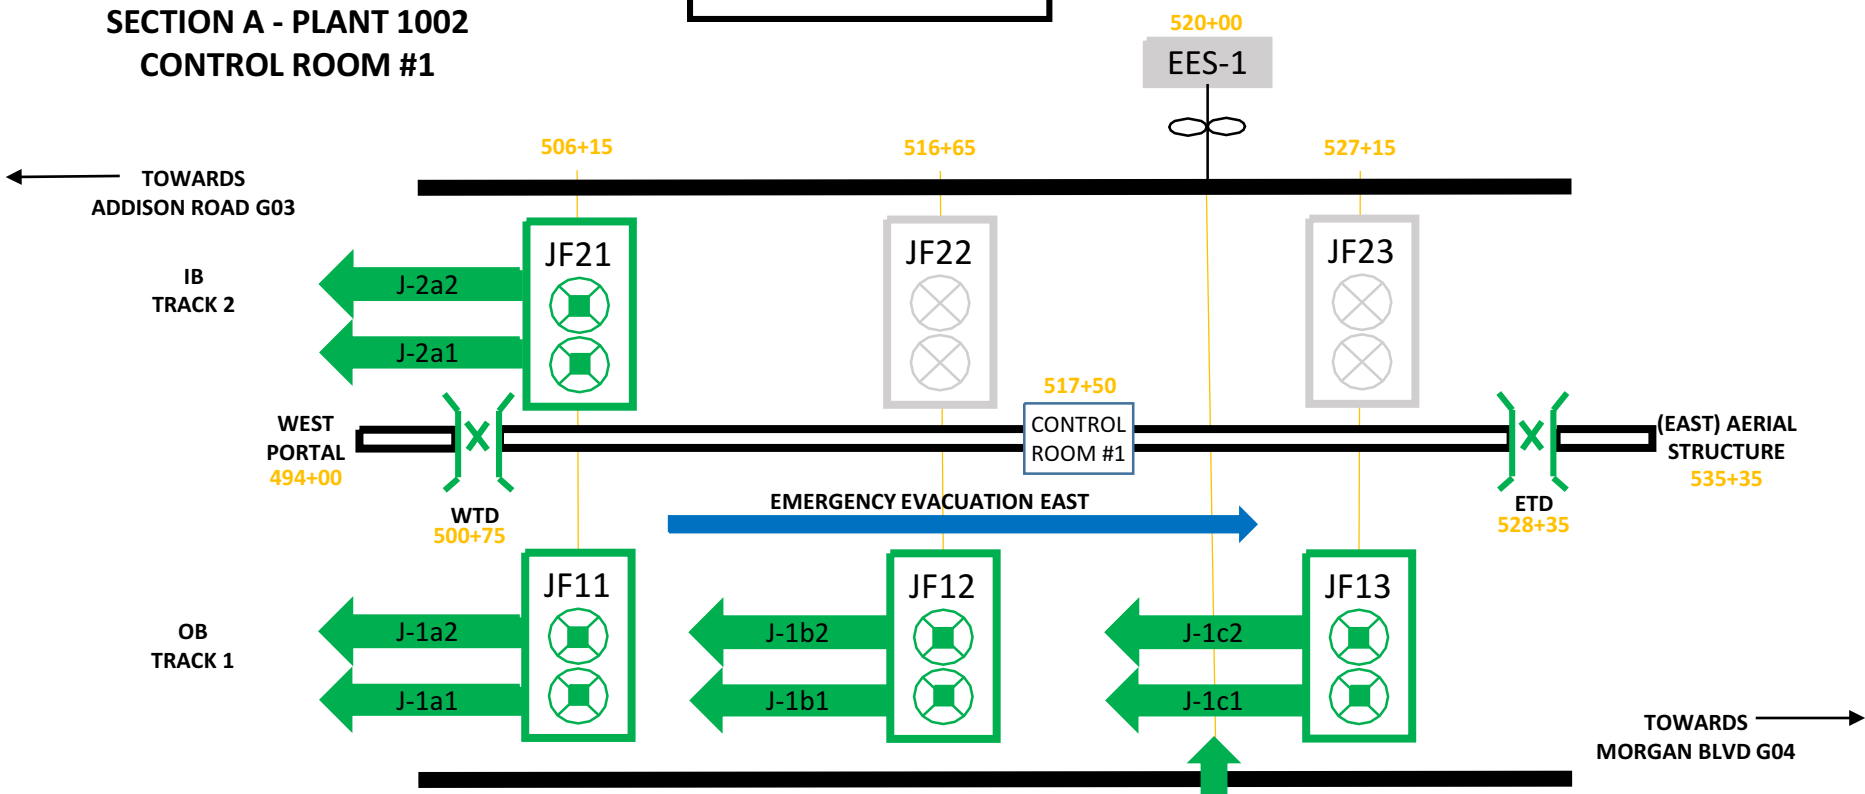 SECTION A - PLANT 1002
CONTROL ROOM #1
520+00
EES-1
506+15
516+65
527+15
TOWARDS
ADDISON ROAD G03
JF21
JF22
JF23
IB
TRACK 2
J-2a2
J-2a1
517+50
CONTROL
ROOM #1
WEST
PORTAL
494+00
(EAST) AERIAL
STRUCTURE
535+35
WTD
500+75
EMERGENCY EVACUATION EAST
ETD
528+35
JF11
JF12
JF13
OB
TRACK 1
J-1a2
J-1b2
J-1c2
J-1a1
J-1b1
J-1c1
TOWARDS
MORGAN BLVD G04